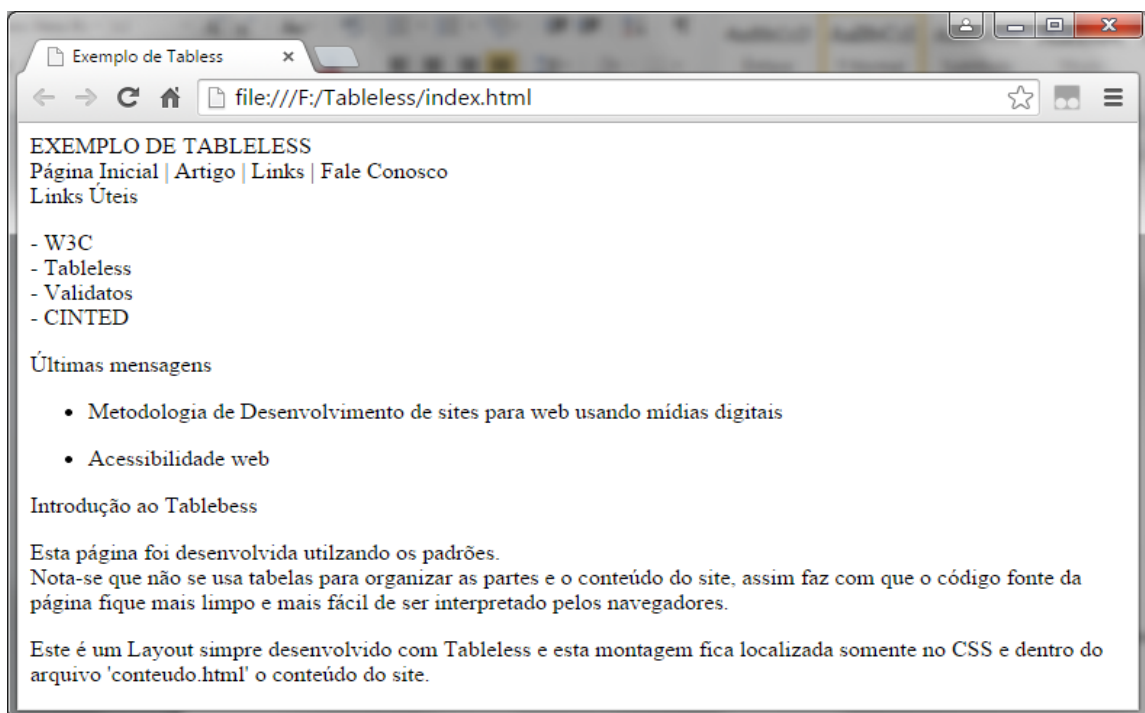 Exemplo de Tabless
file:///F:/Tableless/index.html
EXEMPLO DE TABLELESS
Página Inicial | Artigo | Links | Fale Conosco
Links Úteis
- W3C
- Tableless
- Validatos
- CINTED
Últimas mensagens
• Metodologia de Desenvolvimento de sites para web usando mídias digitais
• Acessibilidade web
Introdução ao Tablebess
Esta página foi desenvolvida utilzando os padrões.
Nota-se que não se usa tabelas para organizar as partes e o conteúdo do site, assim faz com que o código fonte da
página fique mais limpo e mais fácil de ser interpretado pelos navegadores.
Este é um Layout simpre desenvolvido com Tableless e esta montagem fica localizada somente no CSS e dentro do
arquivo 'conteudo.html' o conteúdo do site.